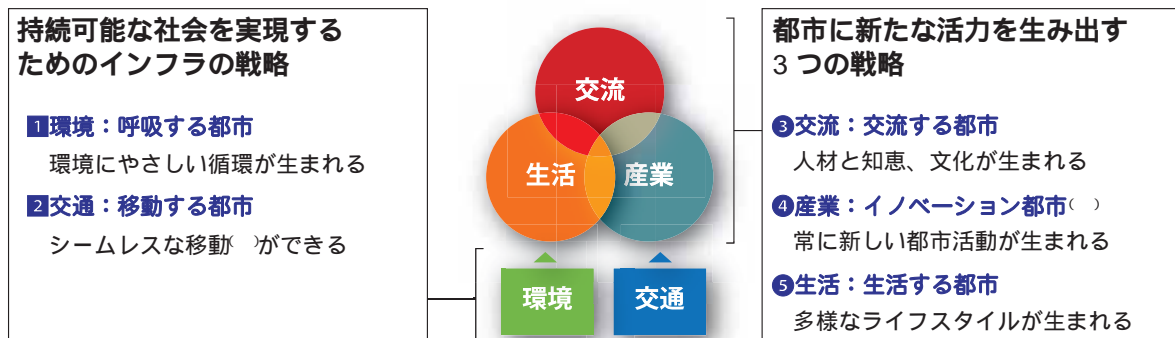 持続可能な社会を実現する
ためのインフラの戦略
1環境：呼吸する都市
環境にやさしい循環が生まれる
2交通：移動する都市
シームレスな移動( )ができる
交流
生活
産業
環境
交通
都市に新たな活力を生み出す
3つの戦略
❸交流：交流する都市
人材と知恵、文化が生まれる
❹産業：イノベーション都市( )
常に新しい都市活動が生まれる
❺生活：生活する都市
多様なライフスタイルが生まれる